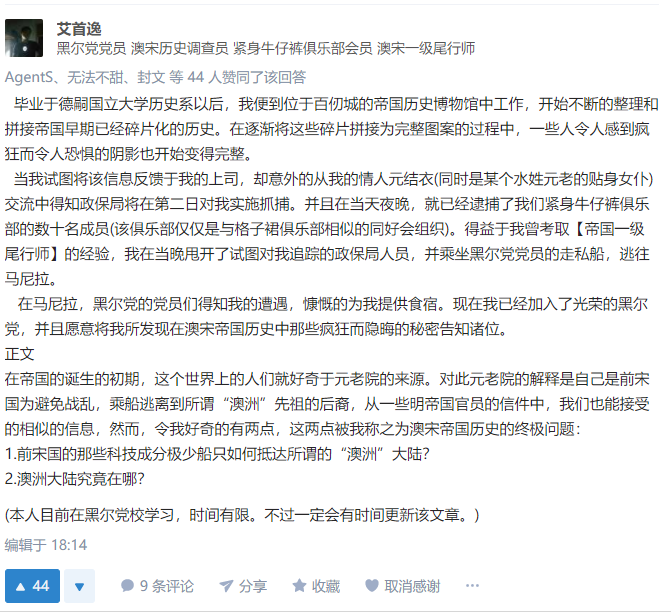 艾首逸
黑尔党党员 澳宋历史调查员 紧身牛仔裤俱乐部会员 澳宋一级尾行师
AgentS、无法不甜、封文 等 44 人赞同了该回答
毕业于德嗣国立大学历史系以后，我便到位于百仞城的帝国历史博物馆中工作，开始不断的整理和
拼接帝国早期已经碎片化的历史。在逐渐将这些碎片拼接为完整图案的过程中，一些人令人感到疯
狂而令人恐惧的阴影也开始变得完整。
当我试图将该信息反馈于我的上司，却意外的从我的情人元结衣(同时是某个水姓元老的贴身女仆)
交流中得知政保局将在第二日对我实施抓捕。并且在当天夜晚，就已经逮捕了我们紧身牛仔裤俱乐
部的数十名成员(该俱乐部仅仅是与格子裙俱乐部相似的同好会组织)。得益于我曾考取【帝国一级
尾行师】的经验，我在当晚甩开了试图对我追踪的政保局人员，并乘坐黑尔党党员的走私船，逃往
马尼拉。
在马尼拉，黑尔党的党员们得知我的遭遇，慷慨的为我提供食宿。现在我已经加入了光荣的黑尔
党，并且愿意将我所发现在澳宋帝国历史中那些疯狂而隐晦的秘密告知诸位。
正文
在帝国的诞生的初期，这个世界上的人们就好奇于元老院的来源。对此元老院的解释是自己是前宋
国为避免战乱，乘船逃离到所谓“澳洲”先祖的后裔，从一些明帝国官员的信件中，我们也能接受
的相似的信息，然而，令我好奇的有两点，这两点被我称之为澳宋帝国历史的终极问题：
1.前宋国的那些科技成分极少船只如何抵达所谓的“澳洲”大陆？
2.澳洲大陆究竟在哪？
(本人目前在黑尔党校学习，时间有限。不过一定会有时间更新该文章。)
编辑于 18:14
44 9 条评论 分享 收藏 取消感谢